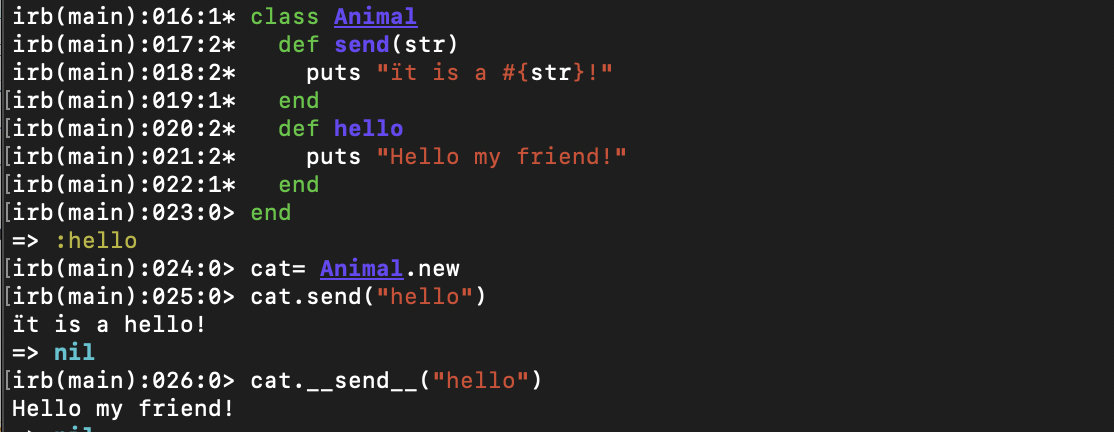 irb(main):016:1* class Animal
irb(main):017:2*   def send(str)
irb(main):018:2*     puts "ït is a #{str}!"
irb(main):019:1*   end
irb(main):020:2*   def hello
irb(main):021:2*     puts "Hello my friend!"
irb(main):022:1*   end
irb(main):023:0> end
=> :hello
irb(main):024:0> cat= Animal.new
irb(main):025:0> cat.send("hello")
ït is a hello!
=> nil
irb(main):026:0> cat.__send__("hello")
Hello my friend!
=> nil